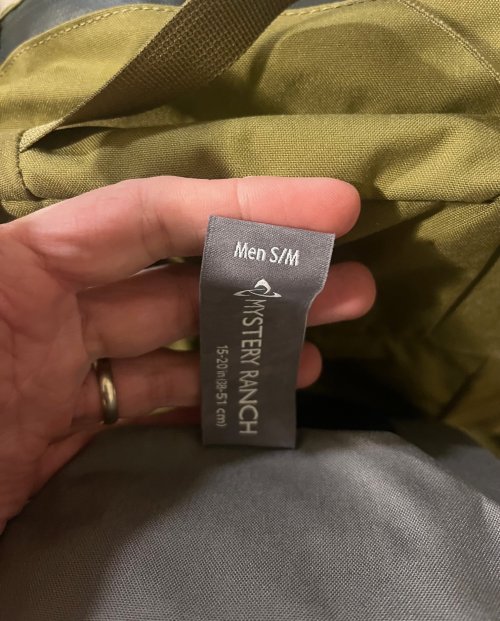 Men S/M
MYSTERY RANCH
15-20 in (38-51 cm)